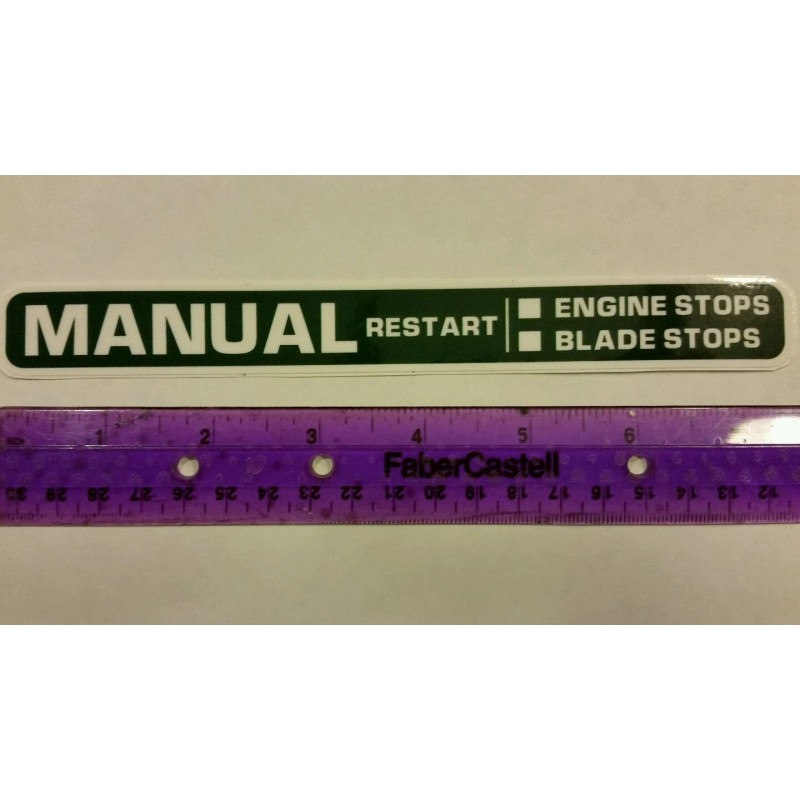 MANUAL RESTART
ENGINE STOPS
BLADE STOPS
1 2 3 4 5 6
FaberCastell
30 29 28 27 26 25 24 23 22 21 20 19 18 17 16 15 14 13 12